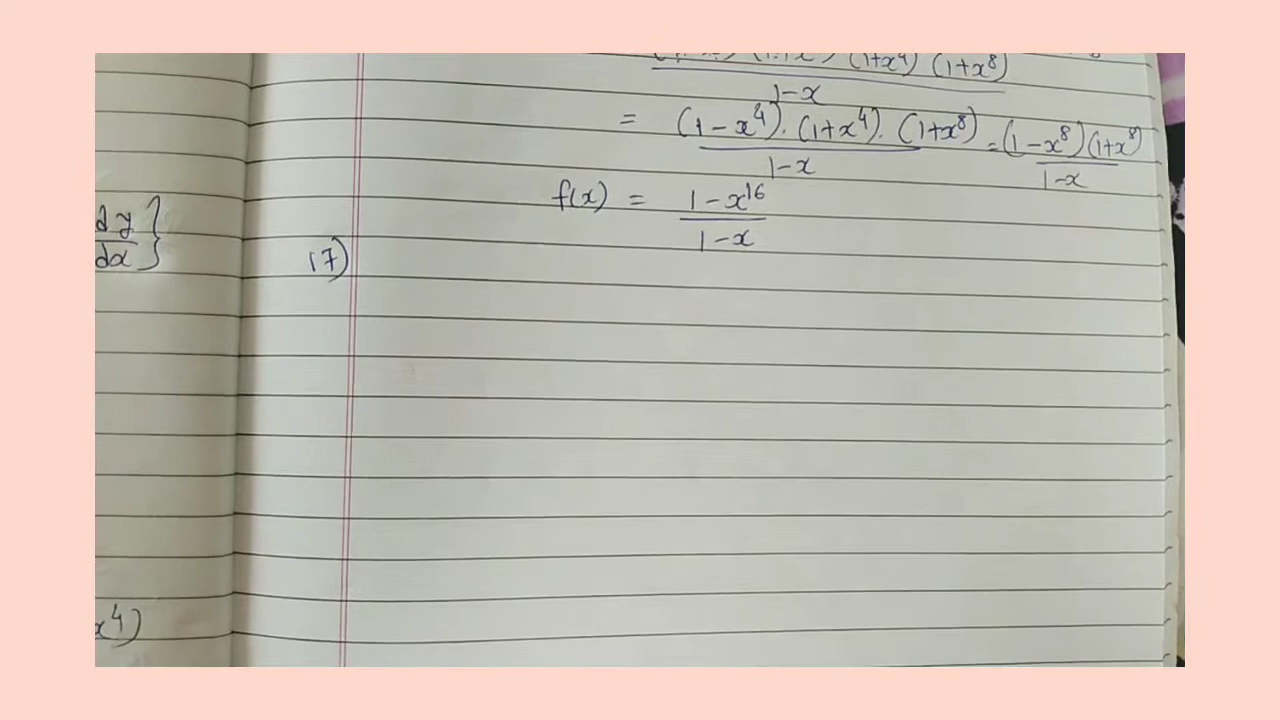 (1+x⁴) (1+x⁸)
1-x
= (1-x⁴). (1+x⁴). (1+x⁸) = (1-x⁸)(1+x⁸)
1-x 1-x
f(x) = 1-x¹⁶
1-x
dy
dx }
17)
x⁴)